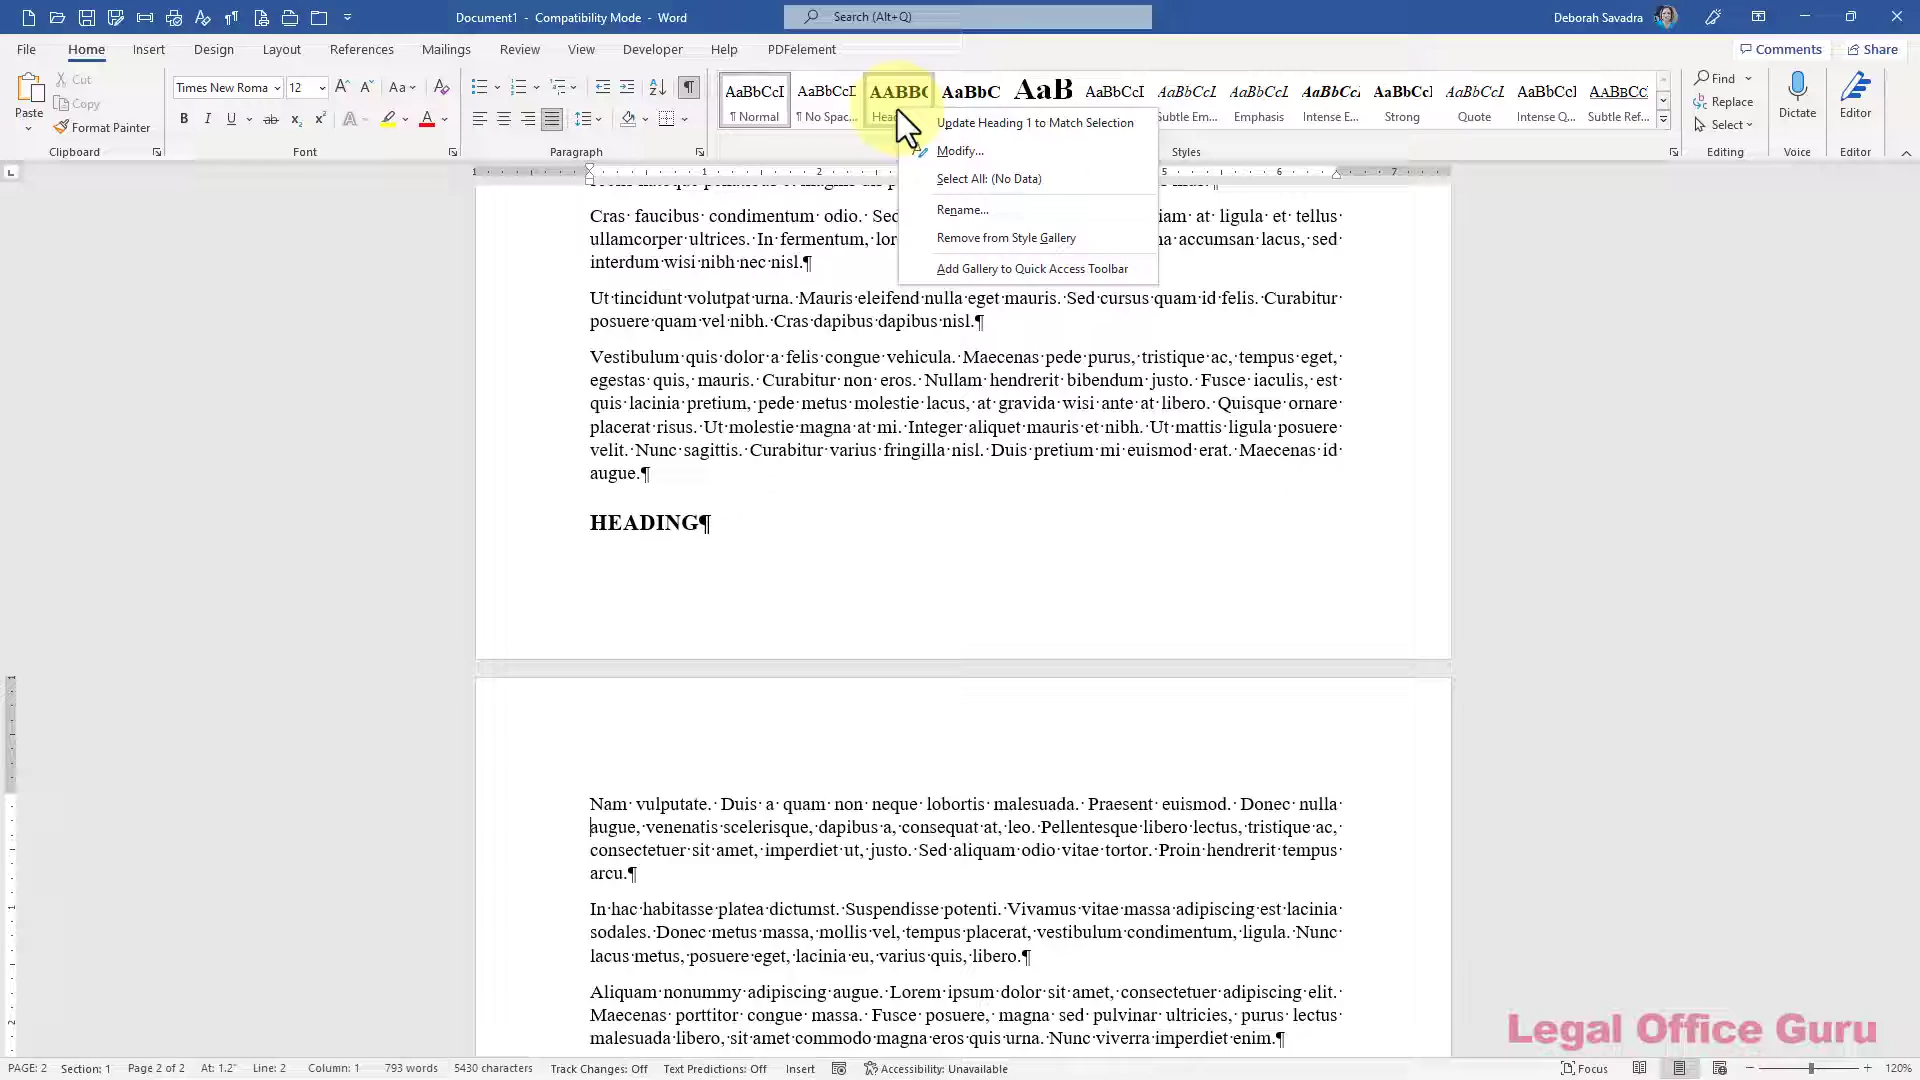 Document1 - Compatibility Mode - Word
Search (Alt+Q)
Deborah Savadra
File Home Insert Design Layout References Mailings Review View Developer Help PDFelement
Comments Share
Paste
Cut
Copy
Format Painter
Clipboard
Times New Roma 12
Font
Paragraph
AaBbCcI AaBbCcD AABBC AaBbC AaB AaBbCcI AaBbCcL AaBbCcL AaBbCcI AaBbCcI AaBbCcL AaBbCcI AABBCCI
¶ Normal ¶ No Spac... Subtle Em... Emphasis Intense E... Strong Quote Intense Q... Subtle Ref...
Styles
Find
Replace
Select
Editing
Dictate
Voice
Editor
Editor
Update Heading 1 to Match Selection
Modify...
Select All: (No Data)
Rename...
Remove from Style Gallery
Add Gallery to Quick Access Toolbar
1 1 2 5 6 7
Cras faucibus condimentum odio. Sed iam at ligula et tellus
ullamcorper ultrices. In fermentum, lor na accumsan lacus, sed
interdum wisi nibh nec nisl.¶
Ut tincidunt volutpat urna. Mauris eleifend nulla eget mauris. Sed cursus quam id felis. Curabitur
posuere quam vel nibh. Cras dapibus dapibus nisl.¶
Vestibulum quis dolor a felis congue vehicula. Maecenas pede purus, tristique ac, tempus eget,
egestas quis, mauris. Curabitur non eros. Nullam hendrerit bibendum justo. Fusce iaculis, est
quis lacinia pretium, pede metus molestie lacus, at gravida wisi ante at libero. Quisque ornare
placerat risus. Ut molestie magna at mi. Integer aliquet mauris et nibh. Ut mattis ligula posuere
velit. Nunc sagittis. Curabitur varius fringilla nisl. Duis pretium mi euismod erat. Maecenas id
augue.¶
HEADING¶
Nam vulputate. Duis a quam non neque lobortis malesuada. Praesent euismod. Donec nulla
augue, venenatis scelerisque, dapibus a, consequat at, leo. Pellentesque libero lectus, tristique ac,
consectetuer sit amet, imperdiet ut, justo. Sed aliquam odio vitae tortor. Proin hendrerit tempus
arcu.¶
In hac habitasse platea dictumst. Suspendisse potenti. Vivamus vitae massa adipiscing est lacinia
sodales. Donec metus massa, mollis vel, tempus placerat, vestibulum condimentum, ligula. Nunc
lacus metus, posuere eget, lacinia eu, varius quis, libero.¶
Aliquam nonummy adipiscing augue. Lorem ipsum dolor sit amet, consectetuer adipiscing elit.
Maecenas porttitor congue massa. Fusce posuere, magna sed pulvinar ultricies, purus lectus
malesuada libero, sit amet commodo magna eros quis urna. Nunc viverra imperdiet enim.¶
Legal Office Guru
PAGE: 2 Section: 1 Page 2 of 2 At: 1.2" Line: 2 Column: 1 793 words 5430 characters Track Changes: Off Text Predictions: Off Insert Accessibility: Unavailable Focus 120%